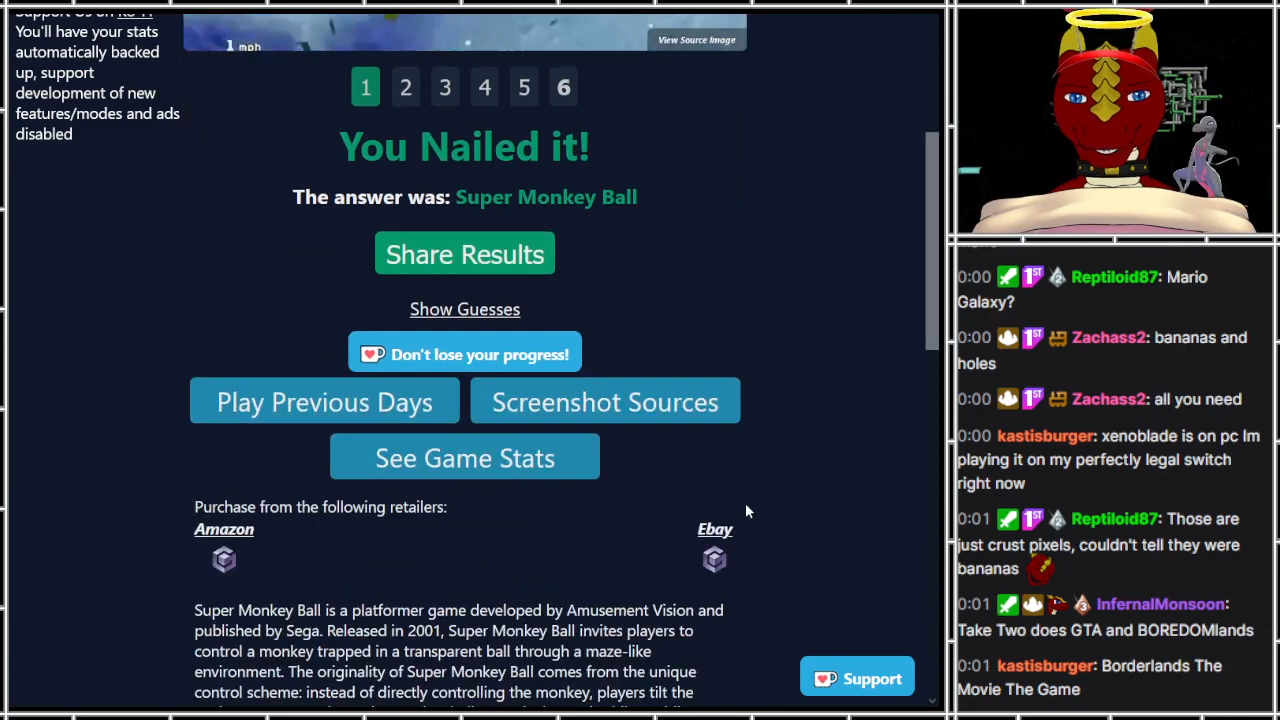 You'll have your stats
automatically backed
up, support
development of new
features/modes and ads
disabled
1 mph
View Source Image
1 2 3 4 5 6
You Nailed it!
The answer was: Super Monkey Ball
Share Results
Show Guesses
Don't lose your progress!
Play Previous Days
Screenshot Sources
See Game Stats
Purchase from the following retailers:
Amazon
Ebay
Super Monkey Ball is a platformer game developed by Amusement Vision and
published by Sega. Released in 2001, Super Monkey Ball invites players to
control a monkey trapped in a transparent ball through a maze-like
environment. The originality of Super Monkey Ball comes from the unique
control scheme: instead of directly controlling the monkey, players tilt the
Support
0:00 1ST 2 Reptiloid87: Mario
Galaxy?
0:00 1ST Zachass2: bananas and
holes
0:00 1ST Zachass2: all you need
0:00 kastisburger: xenoblade is on pc Im
playing it on my perfectly legal switch
right now
0:01 1ST 2 Reptiloid87: Those are
just crust pixels, couldn't tell they were
bananas
0:01 3 InfernalMonsoon:
Take Two does GTA and BOREDOMlands
0:01 kastisburger: Borderlands The
Movie The Game